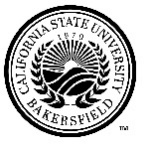 CALIFORNIA STATE UNIVERSITY
1970
BAKERSFIELD
™